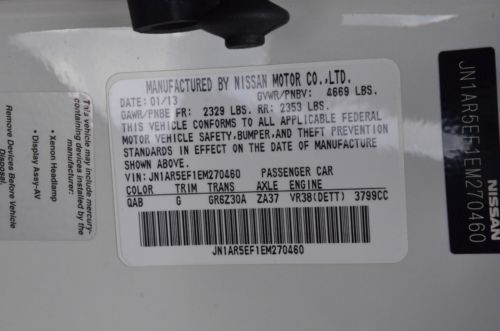 MANUFACTURED BY NISSAN MOTOR CO.,LTD.
DATE: 01/13 GVWR/PNBV: 4669 LBS.
GAWR/PNBE FR: 2329 LBS. RR: 2353 LBS.
THIS VEHICLE CONFORMS TO ALL APPLICABLE FEDERAL
MOTOR VEHICLE SAFETY,BUMPER,AND THEFT PREVENTION
STANDARDS IN EFFECT ON THE DATE OF MANUFACTURE
SHOWN ABOVE.
VIN:JN1AR5EF1EM270460 PASSENGER CAR
COLOR TRIM TRANS AXLE ENGINE
QAB G GR6Z30A ZA37 VR38(DETT) 3799CC
JN1AR5EF1EM270460
This vehicle may include mercury-
containing devices installed by the
manufacturer:
• Xenon Headlamp
• Display Assy-AV
Remove Devices Before Vehicle
Disposal.
JN1AR5EF1EM270460
NISSAN